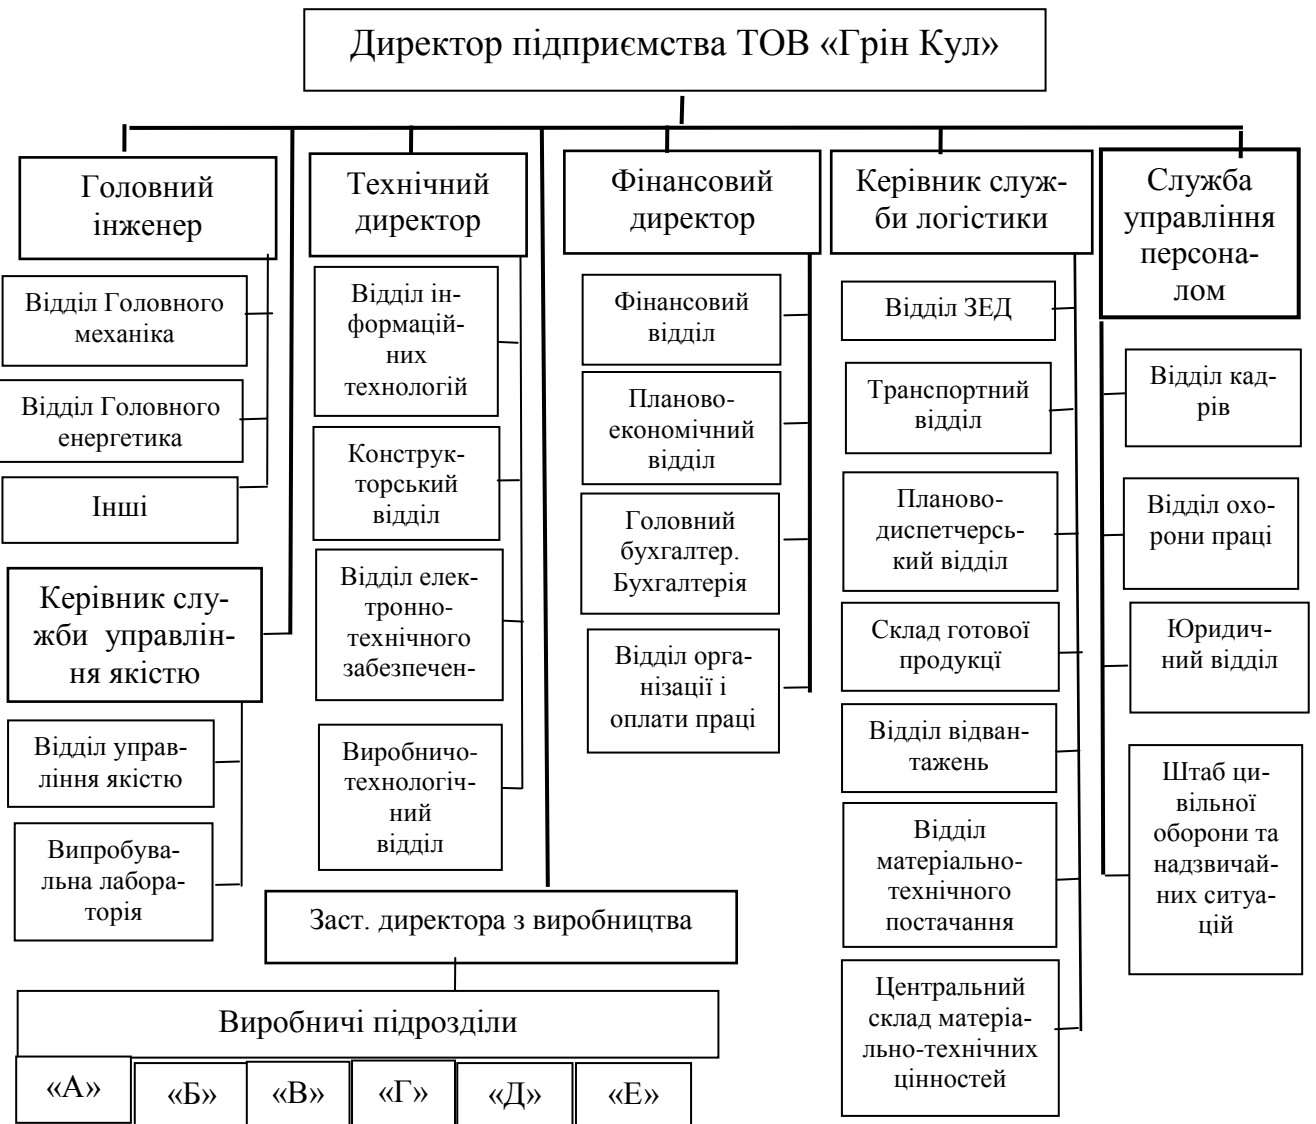 Директор підприємства ТОВ «Грін Кул»
Головний
інженер
Відділ Головного
механіка
Відділ Головного
енергетика
Інші
Керівник слу-
жби управлін-
ня якістю
Відділ управ-
ління якістю
Випробува-
льна лабора-
торія
Технічний
директор
Відділ ін-
формацій-
них
технологій
Конструк-
торський
відділ
Відділ елек-
тронно-
технічного
забезпечен-
Виробничо-
технологіч-
ний
відділ
Фінансовий
директор
Фінансовий
відділ
Планово-
економічний
відділ
Головний
бухгалтер.
Бухгалтерія
Відділ орга-
нізації і
оплати праці
Керівник служ-
би логістики
Відділ ЗЕД
Транспортний
відділ
Планово-
диспетчерсь-
кий відділ
Склад готової
продукцї
Відділ відван-
тажень
Відділ
матеріально-
технічного
постачання
Центральний
склад матеріа-
льно-технічних
цінностей
Служба
управління
персона-
лом
Відділ кад-
рів
Відділ охо-
рони праці
Юридич-
ний відділ
Штаб ци-
вільної
оборони та
надзвичай-
них ситуа-
цій
Заст. директора з виробництва
Виробничі підрозділи
«А» «Б» «В» «Г» «Д» «Е»